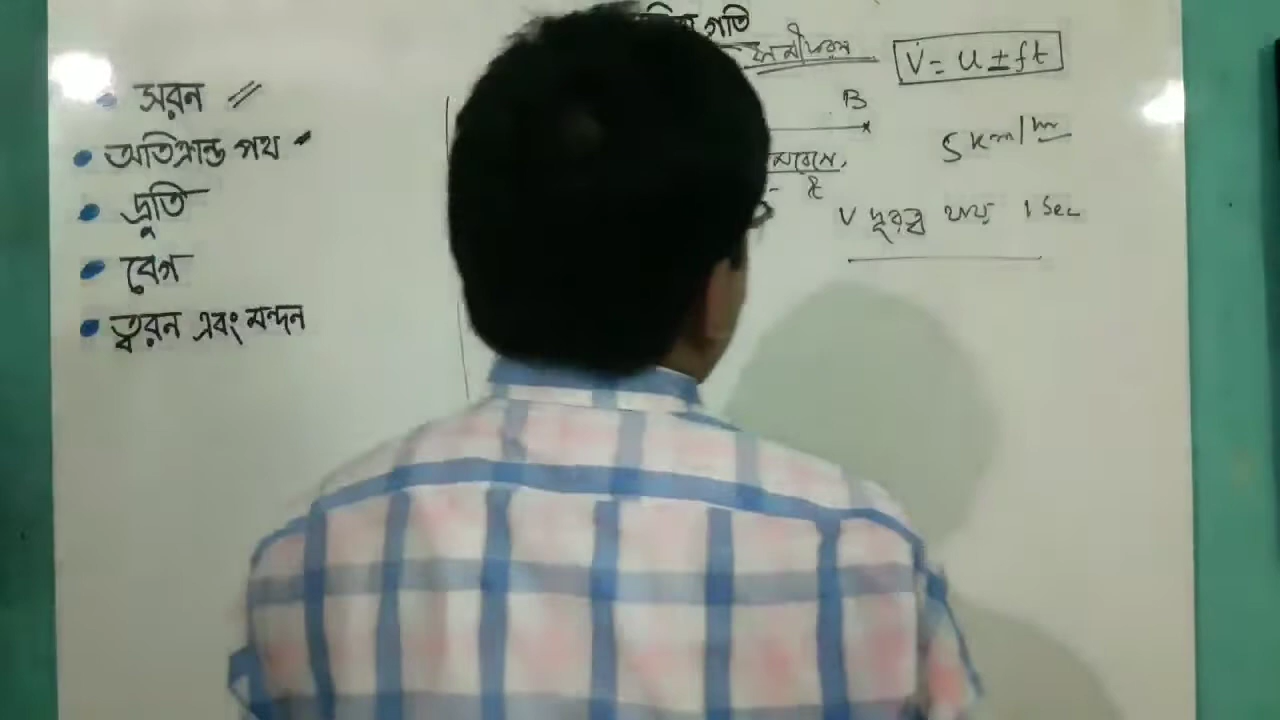 গতি
V = u ± ft
• সরন //
• অতিক্রান্ত পথ
• দ্রুতি
• বেগ
• ত্বরন এবং মন্দন
B
5 km/hr
V দূরত্ব যায় 1 Sec